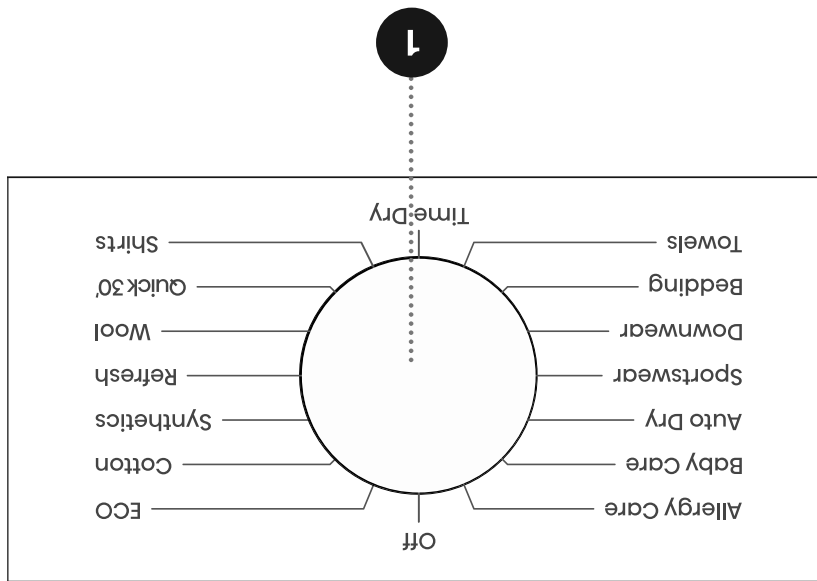 Off
Allergy Care
ECO
Baby Care
Cotton
Auto Dry
Synthetics
Sportswear
Refresh
Downwear
Wool
Bedding
Quick 30'
Towels
Shirts
Time Dry
1